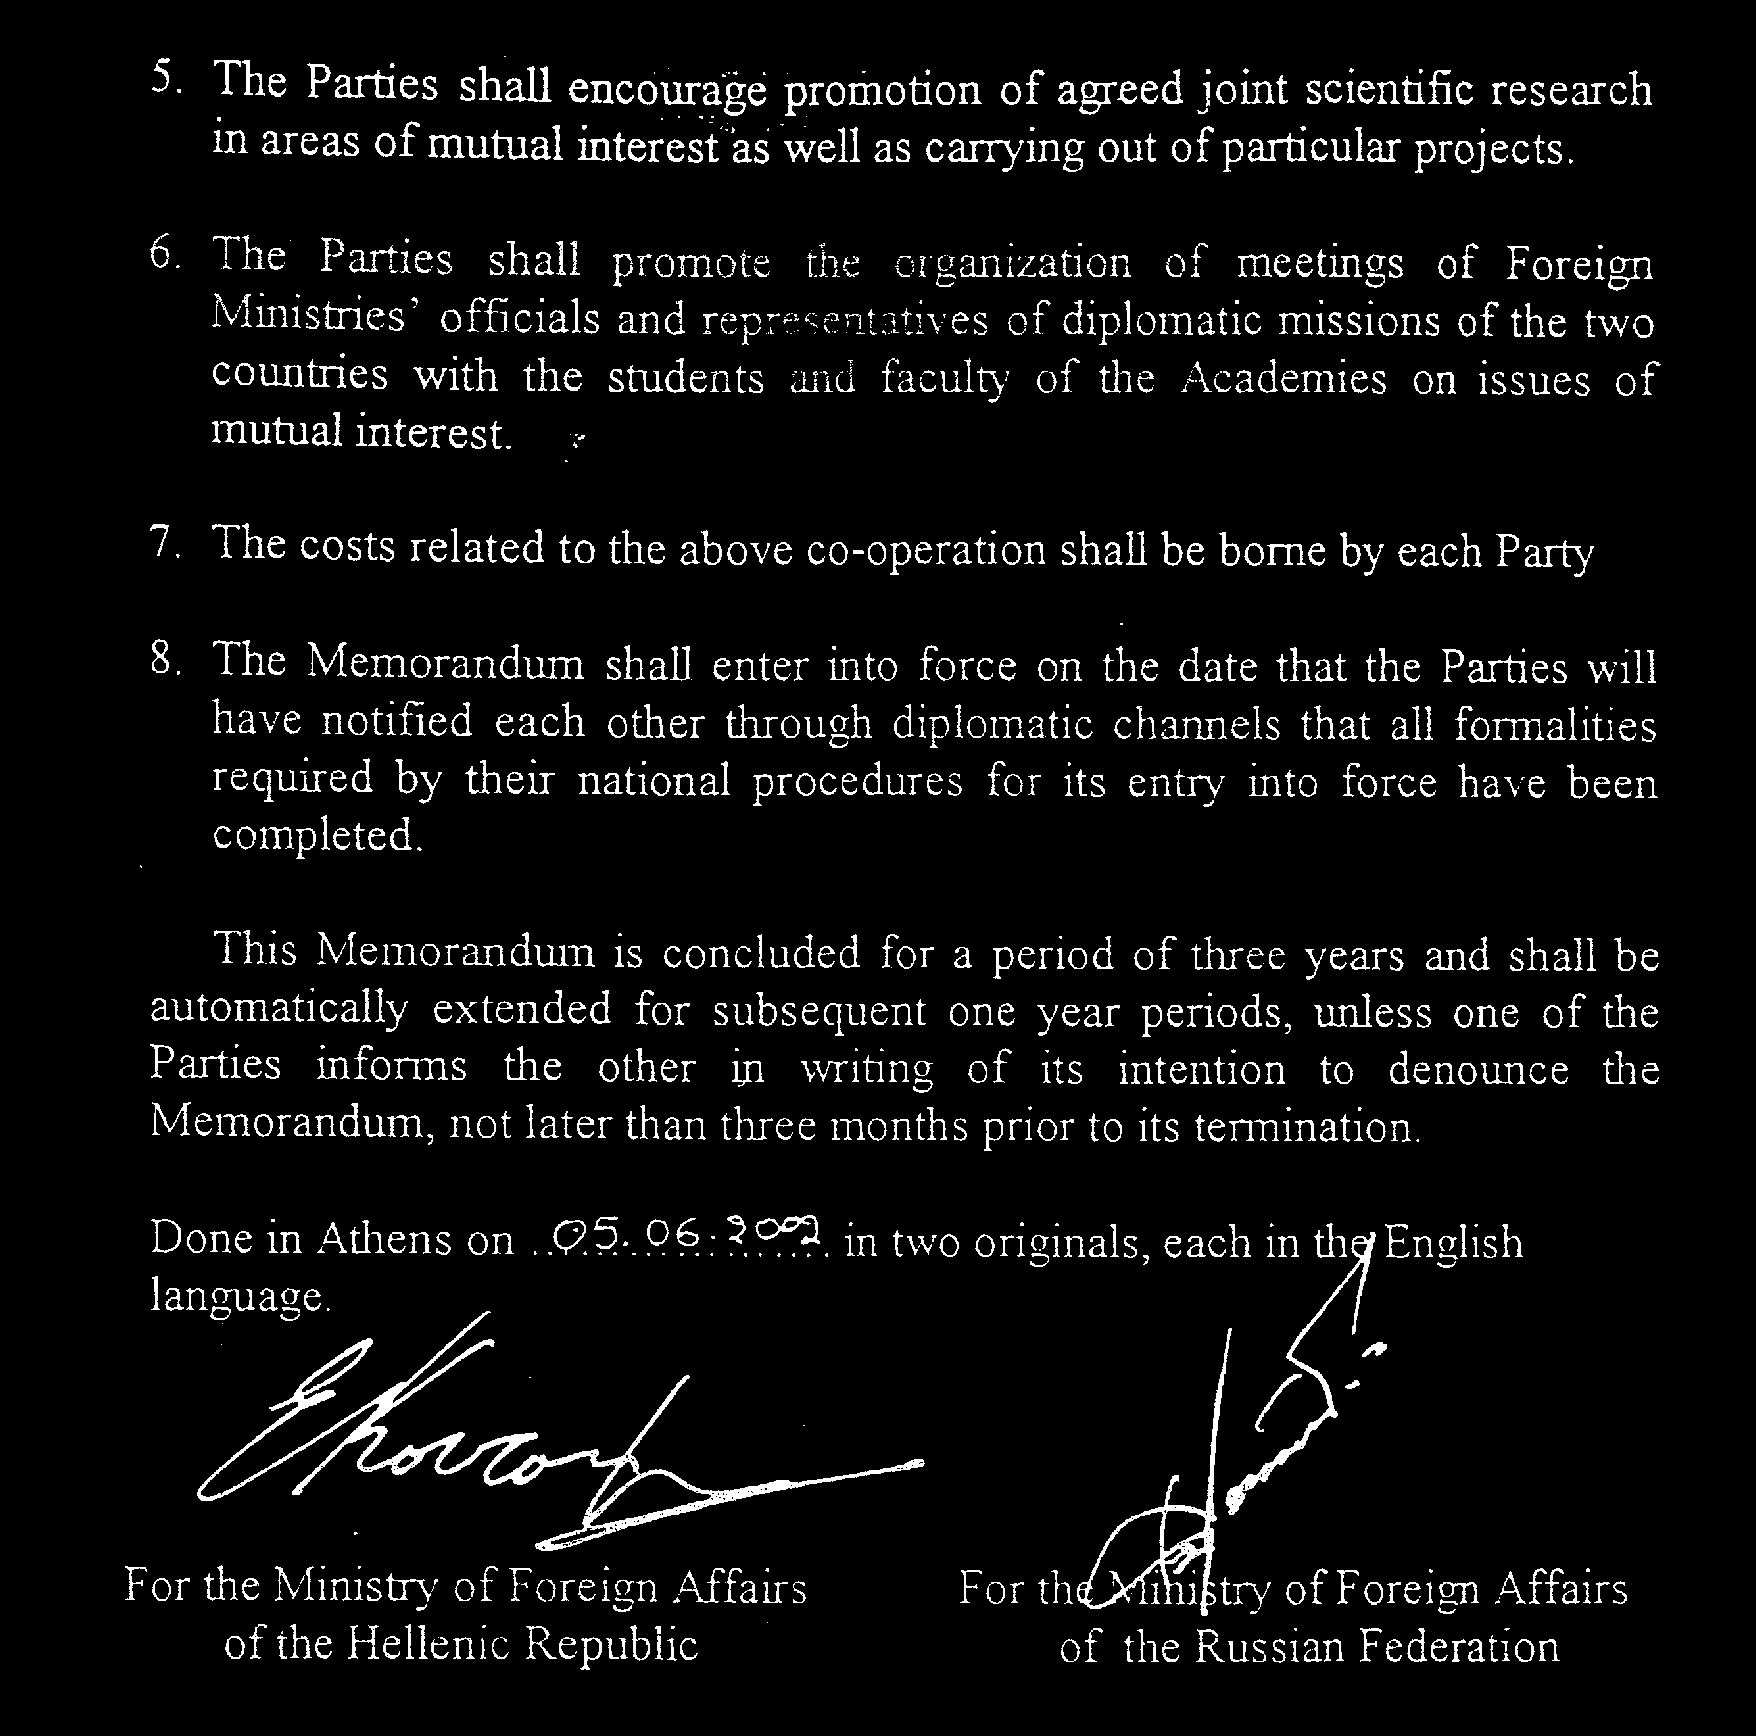 5. The Parties shall encourage promotion of agreed joint scientific research
in areas of mutual interest as well as carrying out of particular projects.
6. The Parties shall promote the organization of meetings of Foreign
Ministries' officials and representatives of diplomatic missions of the two
countries with the students and faculty of the Academies on issues of
mutual interest.
7. The costs related to the above co-operation shall be borne by each Party
8. The Memorandum shall enter into force on the date that the Parties will
have notified each other through diplomatic channels that all formalities
required by their national procedures for its entry into force have been
completed.
This Memorandum is concluded for a period of three years and shall be
automatically extended for subsequent one year periods, unless one of the
Parties informs the other in writing of its intention to denounce the
Memorandum, not later than three months prior to its termination.
Done in Athens on 05.06.2002 in two originals, each in the English
language.
For the Ministry of Foreign Affairs
of the Hellenic Republic
For the Ministry of Foreign Affairs
of the Russian Federation